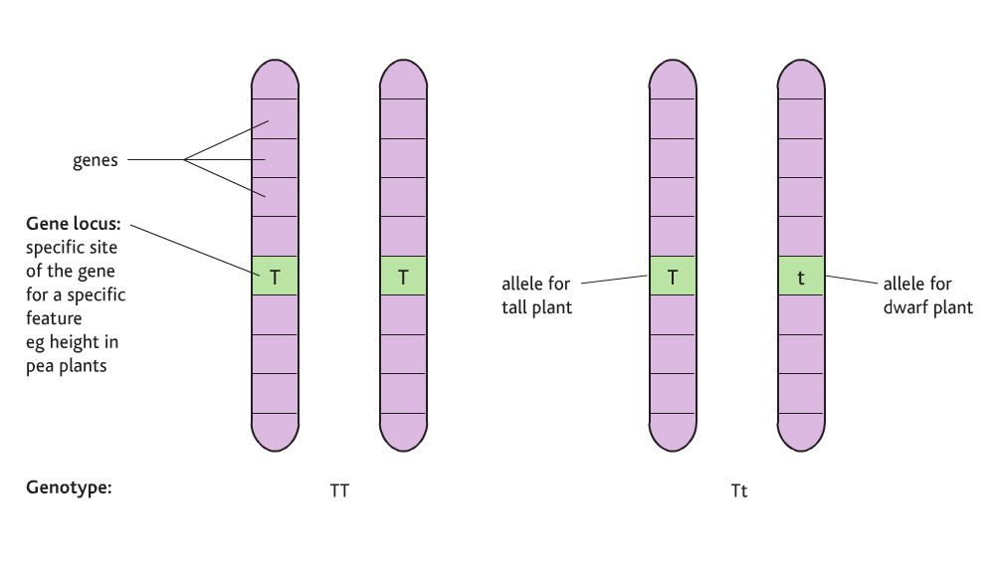 genes
Gene locus:
specific site
of the gene
for a specific
feature
eg height in
pea plants
T
T
allele for
tall plant
T
t
allele for
dwarf plant
Genotype:
TT
Tt